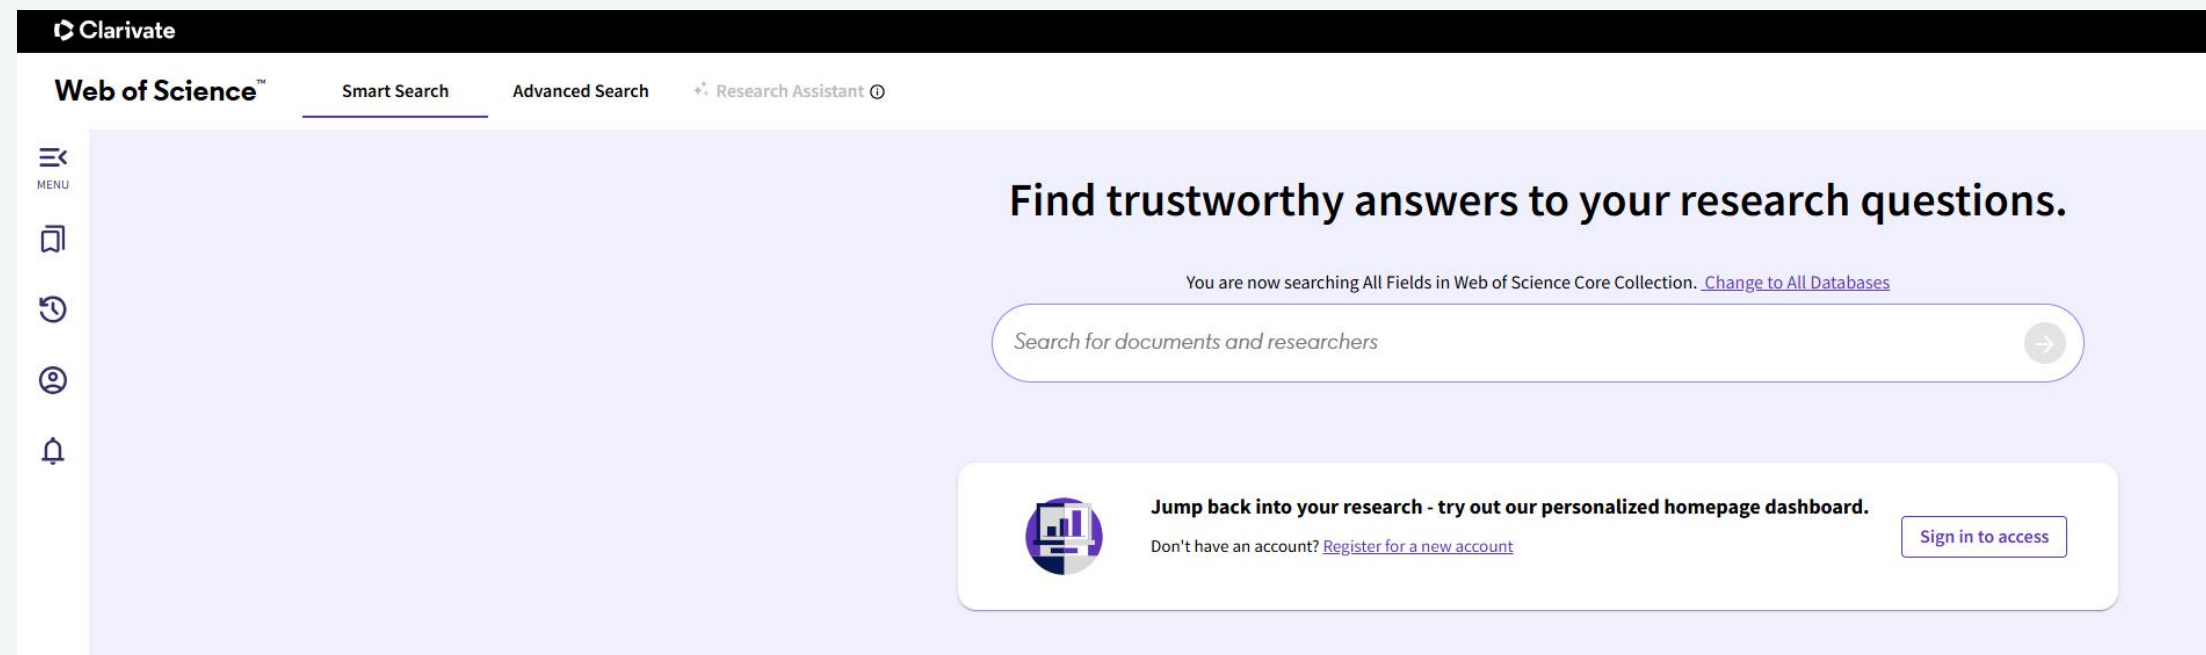 Clarivate
Web of Science™
Smart Search
Advanced Search
Research Assistant
MENU
Find trustworthy answers to your research questions.
You are now searching All Fields in Web of Science Core Collection. Change to All Databases
Search for documents and researchers
Jump back into your research - try out our personalized homepage dashboard.
Don't have an account? Register for a new account
Sign in to access